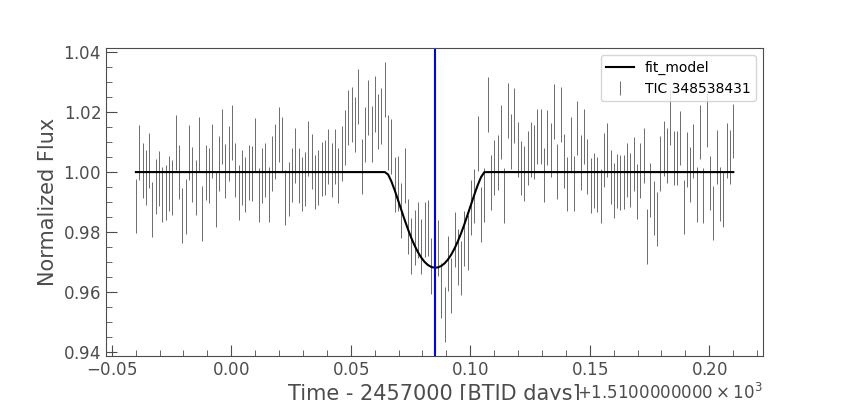 1.04
1.02
1.00
0.98
0.96
0.94
Normalized Flux
fit_model
TIC 348538431
−0.05 0.00 0.05 0.10 0.15 0.20
Time - 2457000 [BTJD days]
+1.5100000000 × 10³